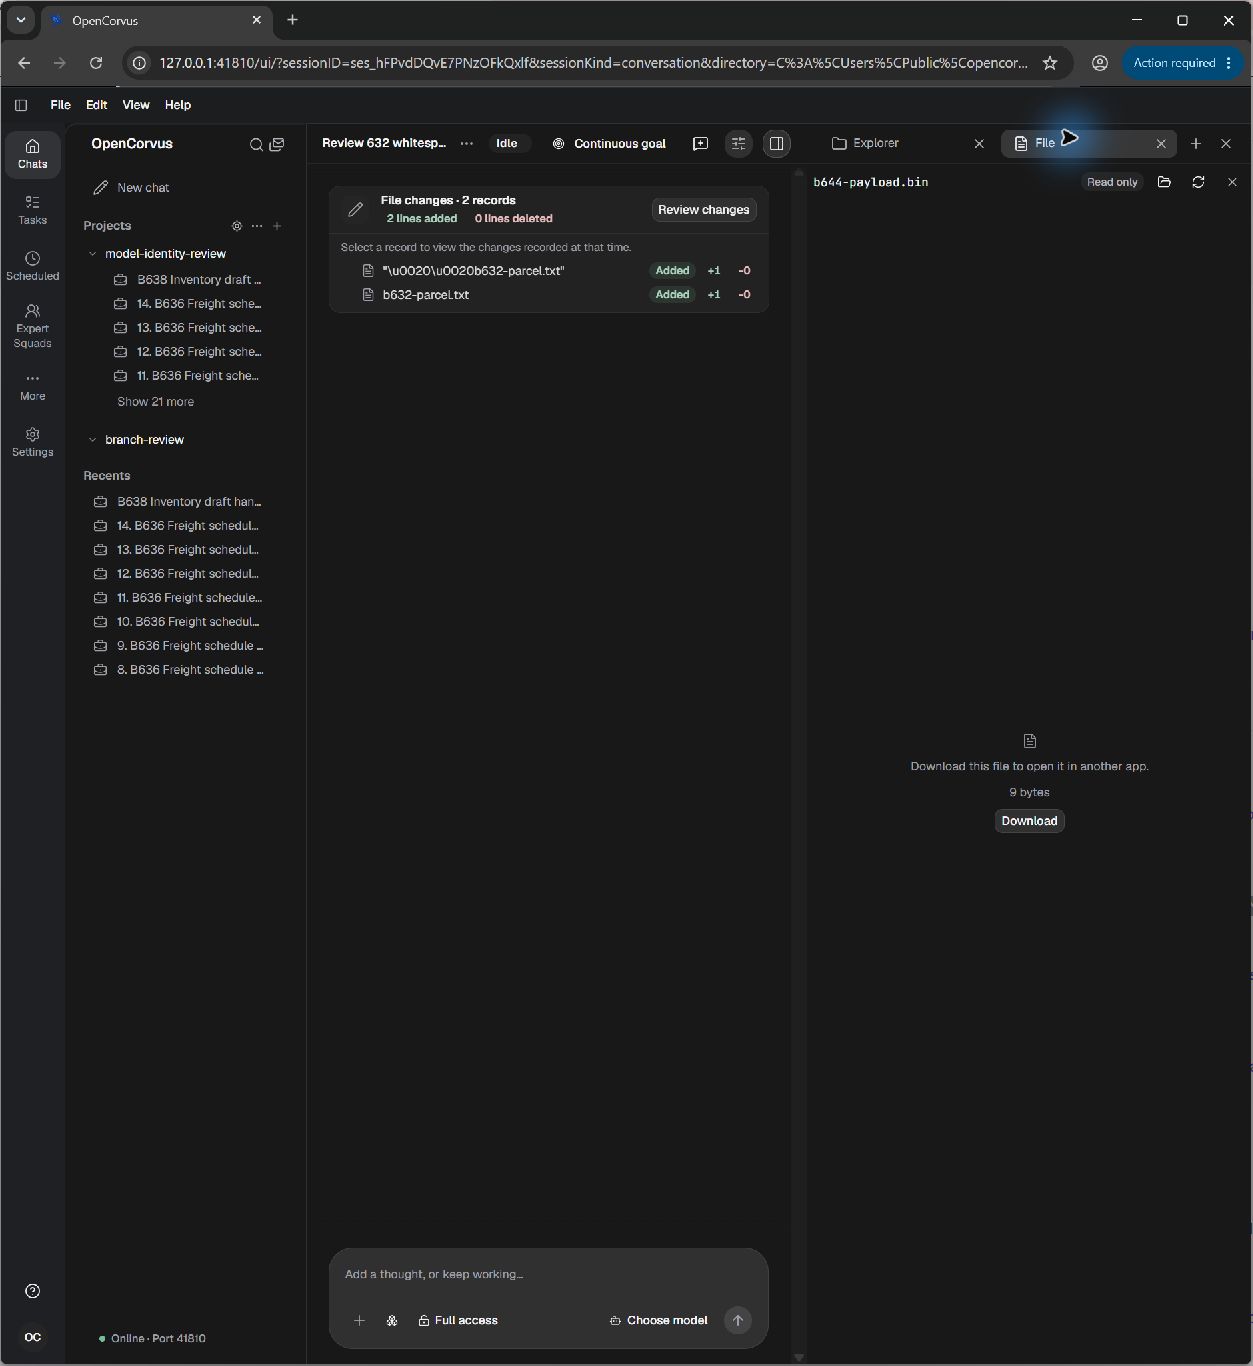 OpenCorvus
127.0.0.1:41810/ui/?sessionID=ses_hFPvdDQvE7PNzOFkQxlf&sessionKind=conversation&directory=C%3A%5CUsers%5CPublic%5Copencor...
Action required
File Edit View Help
Chats
Tasks
Scheduled
Expert
Squads
More
Settings
OC
OpenCorvus
New chat
Projects
model-identity-review
B638 Inventory draft ...
14. B636 Freight sche...
13. B636 Freight sche...
12. B636 Freight sche...
11. B636 Freight sche...
Show 21 more
branch-review
Recents
B638 Inventory draft han...
14. B636 Freight schedul...
13. B636 Freight schedul...
12. B636 Freight schedul...
11. B636 Freight schedule...
10. B636 Freight schedul...
9. B636 Freight schedule ...
8. B636 Freight schedule ...
Online · Port 41810
Review 632 whitesp... ··· Idle Continuous goal
File changes · 2 records
2 lines added 0 lines deleted
Review changes
Select a record to view the changes recorded at that time.
"\u0020\u0020b632-parcel.txt" Added +1 -0
b632-parcel.txt Added +1 -0
Add a thought, or keep working...
Full access Choose model
Explorer File
b644-payload.bin Read only
Download this file to open it in another app.
9 bytes
Download